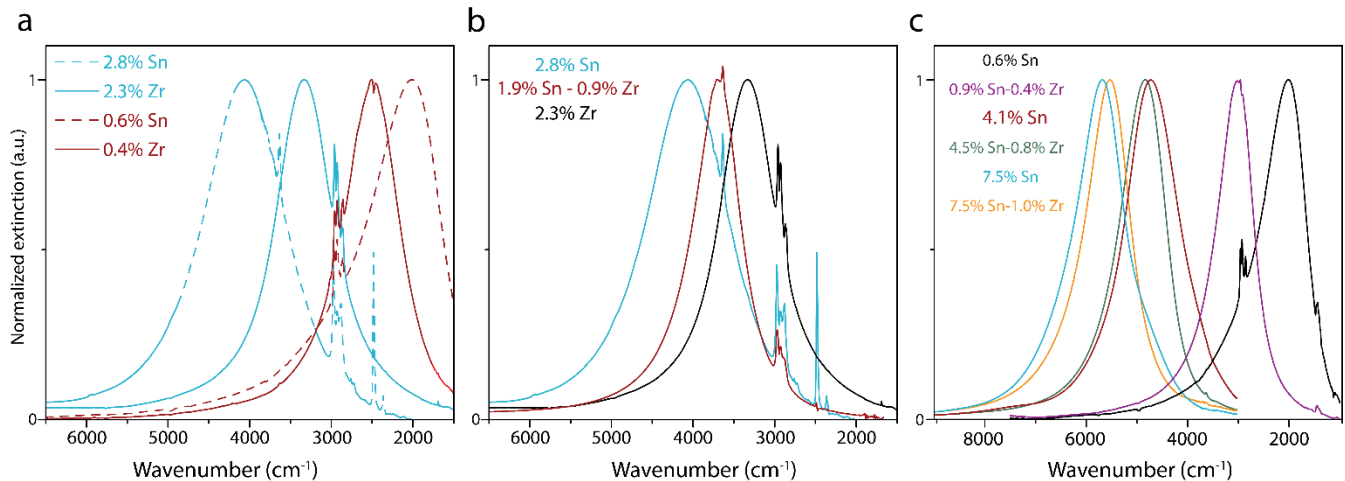 a
Normalized extinction (a.u.)
1
0
2.8% Sn
2.3% Zr
0.6% Sn
0.4% Zr
6000 5000 4000 3000 2000
Wavenumber (cm⁻¹)
b
1
0
2.8% Sn
1.9% Sn - 0.9% Zr
2.3% Zr
6000 5000 4000 3000 2000
Wavenumber (cm⁻¹)
c
1
0
0.6% Sn
0.9% Sn-0.4% Zr
4.1% Sn
4.5% Sn-0.8% Zr
7.5% Sn
7.5% Sn-1.0% Zr
8000 6000 4000 2000
Wavenumber (cm⁻¹)